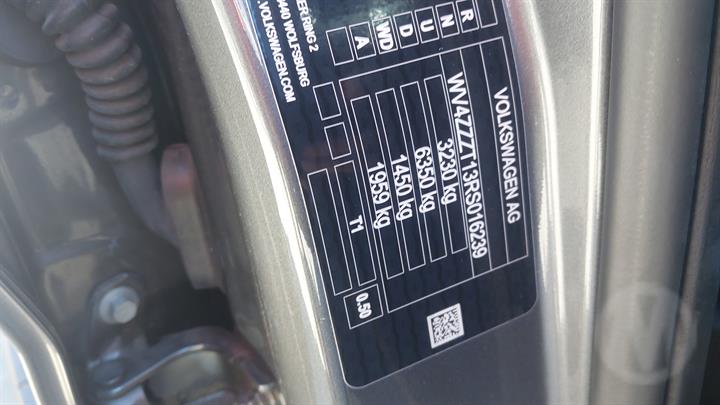 VOLKSWAGEN AG
WV4ZZZT13RS016239
3230 kg
6350 kg
1450 kg
1959 kg
T1
0.50
R
N
U
D
WD
A
ER RING 2
440 WOLFSBURG
.VOLKSWAGEN.COM